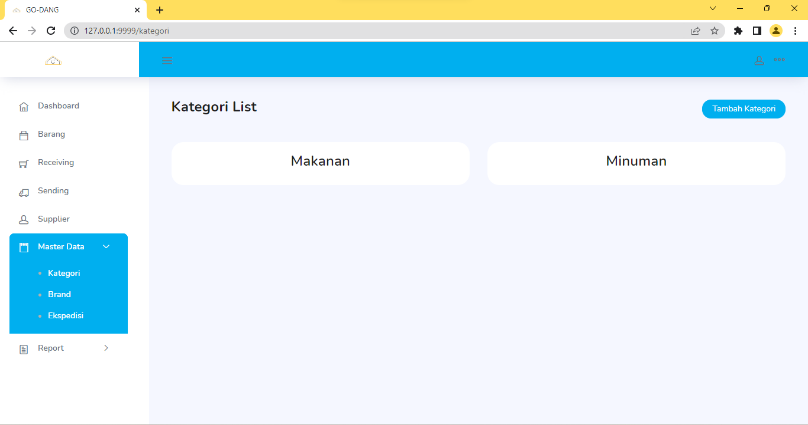 GO-DANG
127.0.0.1:9999/kategori
Dashboard
Barang
Receiving
Sending
Supplier
Master Data
Kategori
Brand
Ekspedisi
Report
Kategori List
Tambah Kategori
Makanan
Minuman